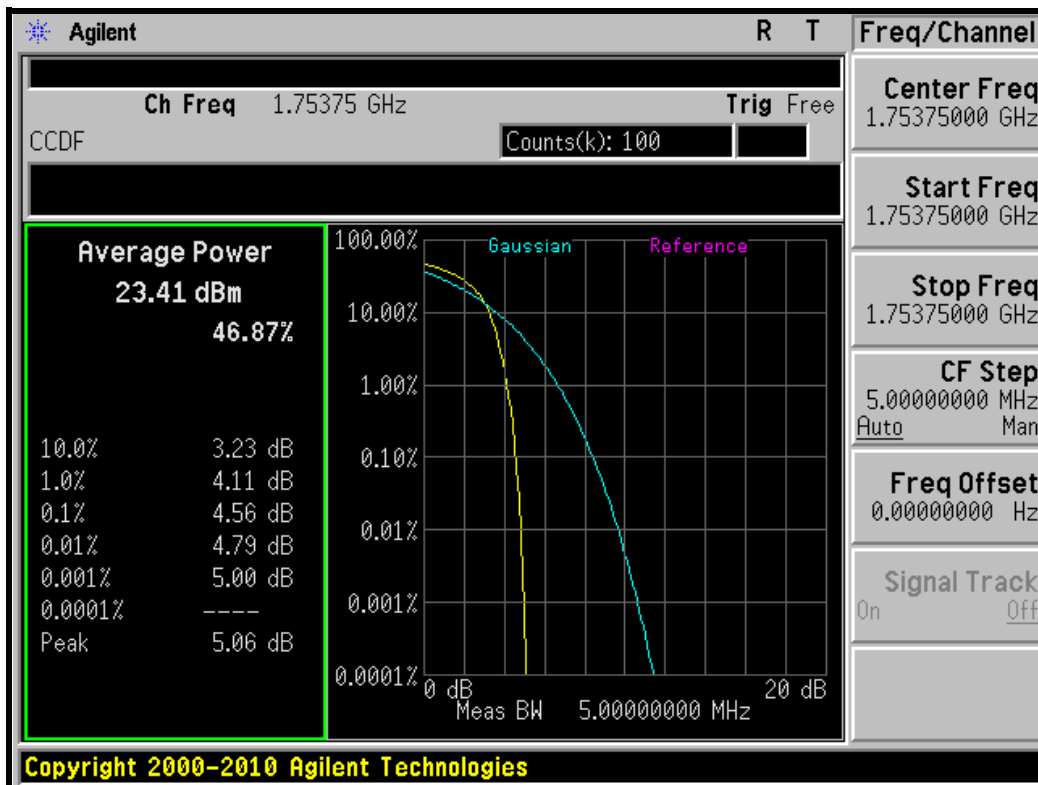 Agilent R T Freq/Channel
Ch Freq 1.75375 GHz Trig Free
CCDF Counts(k): 100
Average Power
23.41 dBm
46.87%
10.0% 3.23 dB
1.0% 4.11 dB
0.1% 4.56 dB
0.01% 4.79 dB
0.001% 5.00 dB
0.0001% ----
Peak 5.06 dB
Gaussian Reference
100.00%
10.00%
1.00%
0.10%
0.01%
0.001%
0.0001%
0 dB 20 dB
Meas BW 5.00000000 MHz
Center Freq
1.75375000 GHz
Start Freq
1.75375000 GHz
Stop Freq
1.75375000 GHz
CF Step
5.00000000 MHz
Auto Man
Freq Offset
0.00000000 Hz
Signal Track
On Off
Copyright 2000-2010 Agilent Technologies